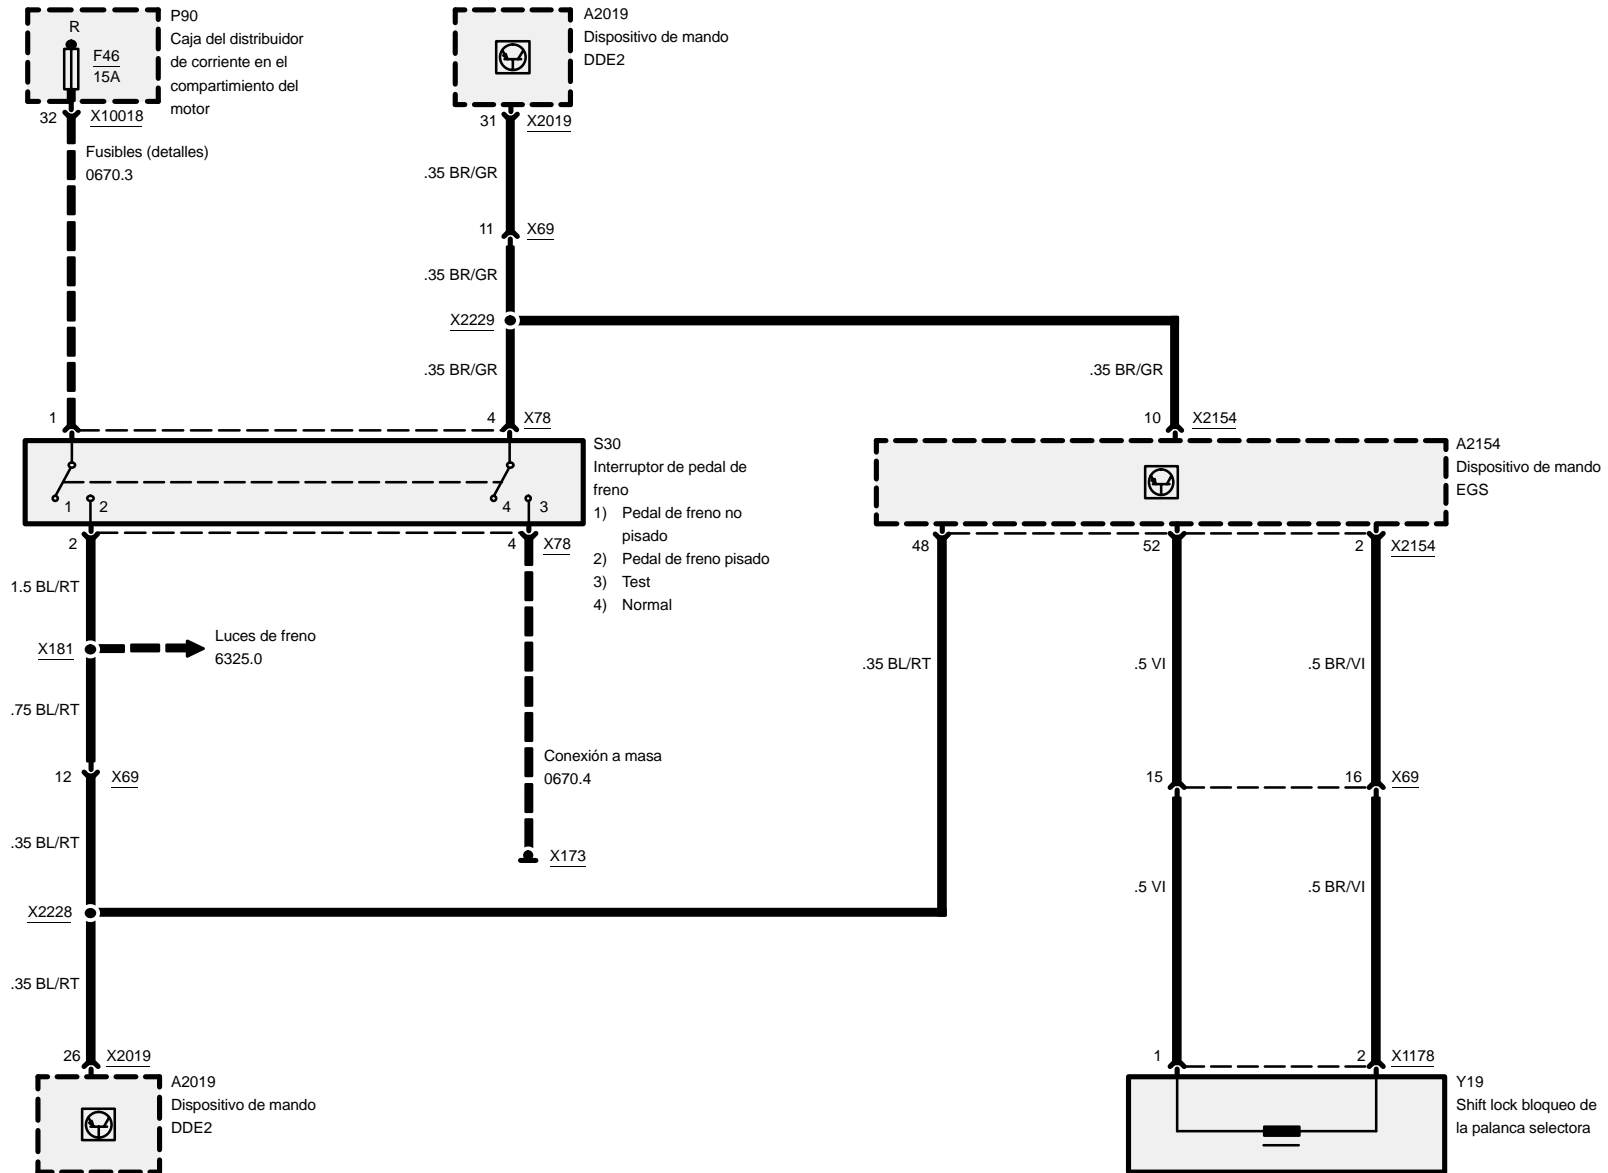 R
F46
15A
P90
Caja del distribuidor
de corriente en el
compartimiento del
motor
32 X10018
Fusibles (detalles)
0670.3
A2019
Dispositivo de mando
DDE2
31 X2019
.35 BR/GR
11 X69
.35 BR/GR
X2229
.35 BR/GR
.35 BR/GR
1
4 X78
10 X2154
1 2
4 3
S30
Interruptor de pedal de
freno
1) Pedal de freno no
pisado
2) Pedal de freno pisado
3) Test
4) Normal
A2154
Dispositivo de mando
EGS
2
4 X78
48
52
2 X2154
1.5 BL/RT
X181
Luces de freno
6325.0
.75 BL/RT
12 X69
.35 BL/RT
Conexión a masa
0670.4
X173
.35 BL/RT
.5 VI
.5 BR/VI
15
16 X69
.5 VI
.5 BR/VI
X2228
.35 BL/RT
26 X2019
A2019
Dispositivo de mando
DDE2
1
2 X1178
Y19
Shift lock bloqueo de
la palanca selectora